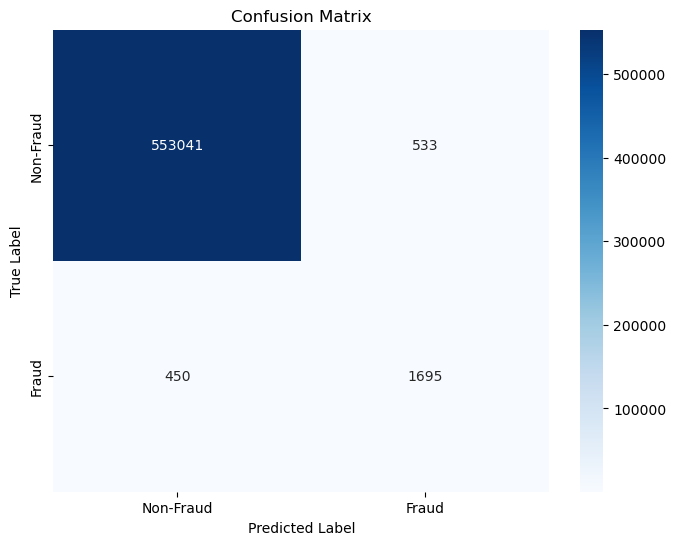 Confusion Matrix
Non-Fraud
Fraud
True Label
553041
533
450
1695
Non-Fraud
Fraud
Predicted Label
500000
400000
300000
200000
100000